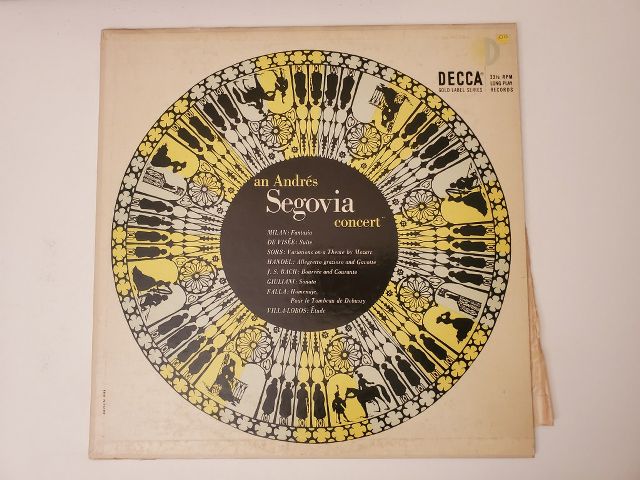 DECCA
GOLD LABEL SERIES
33⅓ RPM
LONG PLAY
RECORDS
an Andrés
Segovia
concert
MILAN: Fantasia
DE VISÉE: Suite
SORS: Variations on a Theme by Mozart
HANDEL: Allegretto grazioso and Gavotte
J. S. BACH: Bourrée and Courante
GIULIANI: Sonata
FALLA: Homenaje,
Pour le Tombeau de Debussy
VILLA-LOBOS: Étude